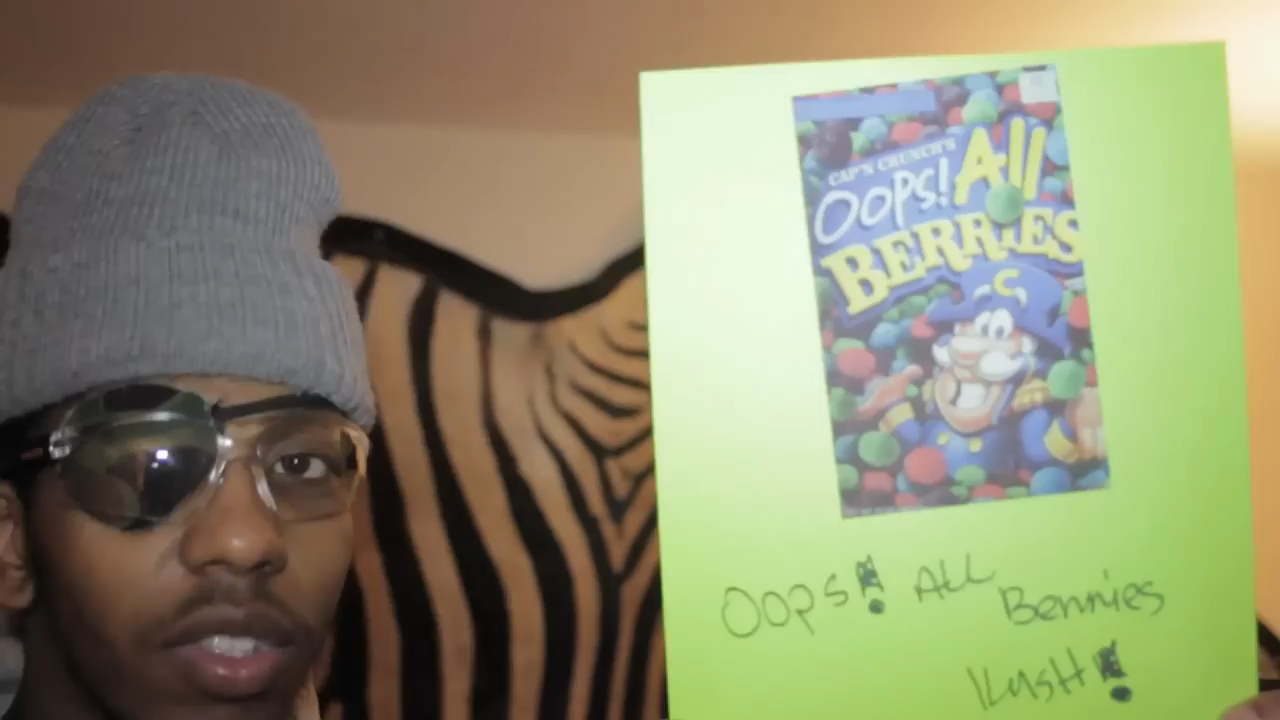 CAP'N CRUNCH'S
OOPS! All
BERRIES
C
OOPS! ALL
Berries
KUSH!